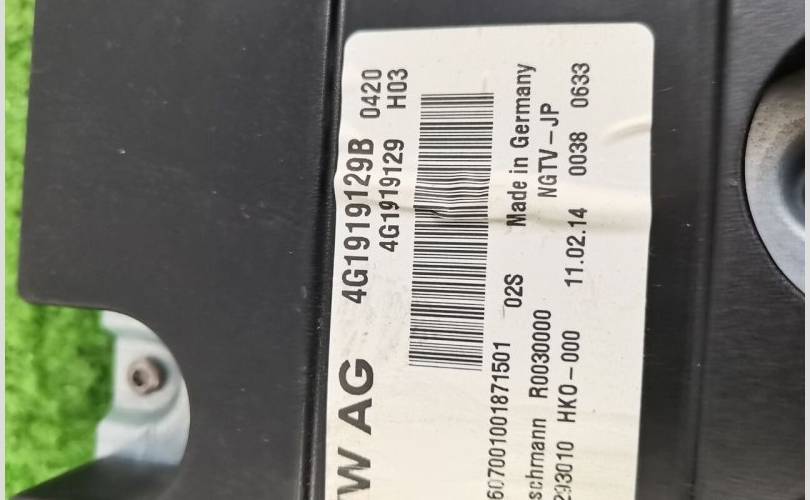 W AG 4G1919129B 0420
4G1919129 H03
607001001871501 02S Made in Germany
schmann R0030000 NGTV-JP
293010 HK0-000 11.02.14 0038 0633